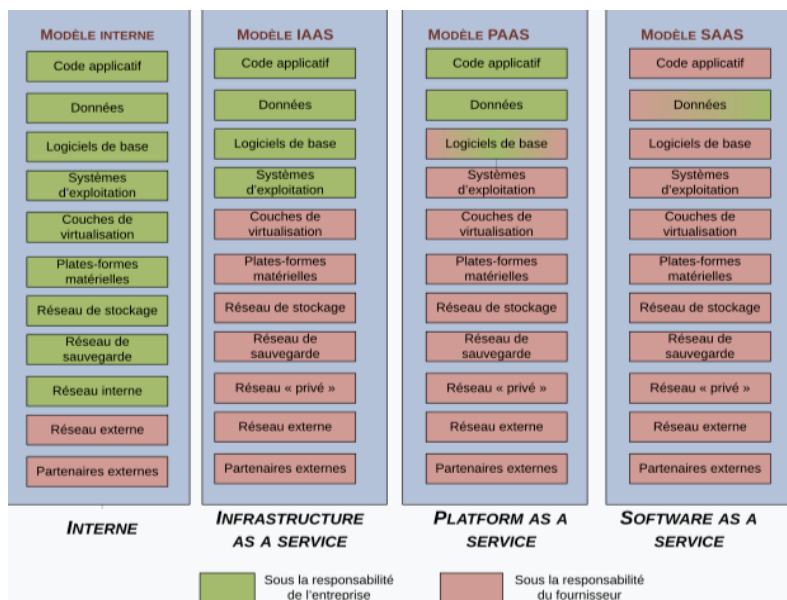 MODÈLE INTERNE
Code applicatif
Données
Logiciels de base
Systèmes
d'exploitation
Couches de
virtualisation
Plates-formes
matérielles
Réseau de stockage
Réseau de
sauvegarde
Réseau interne
Réseau externe
Partenaires externes
INTERNE
MODÈLE IAAS
Code applicatif
Données
Logiciels de base
Systèmes
d'exploitation
Couches de
virtualisation
Plates-formes
matérielles
Réseau de stockage
Réseau de
sauvegarde
Réseau « privé »
Réseau externe
Partenaires externes
INFRASTRUCTURE
AS A SERVICE
MODÈLE PAAS
Code applicatif
Données
Logiciels de base
Systèmes
d'exploitation
Couches de
virtualisation
Plates-formes
matérielles
Réseau de stockage
Réseau de
sauvegarde
Réseau « privé »
Réseau externe
Partenaires externes
PLATFORM AS A
SERVICE
MODÈLE SAAS
Code applicatif
Données
Logiciels de base
Systèmes
d'exploitation
Couches de
virtualisation
Plates-formes
matérielles
Réseau de stockage
Réseau de
sauvegarde
Réseau « privé »
Réseau externe
Partenaires externes
SOFTWARE AS A
SERVICE
Sous la responsabilité
de l'entreprise
Sous la responsabilité
du fournisseur